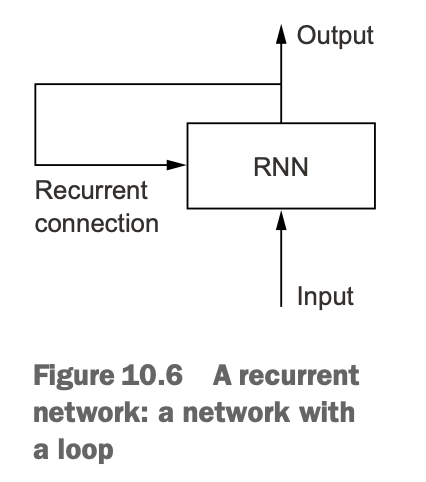 Output
RNN
Recurrent
connection
Input
Figure 10.6 A recurrent
network: a network with
a loop